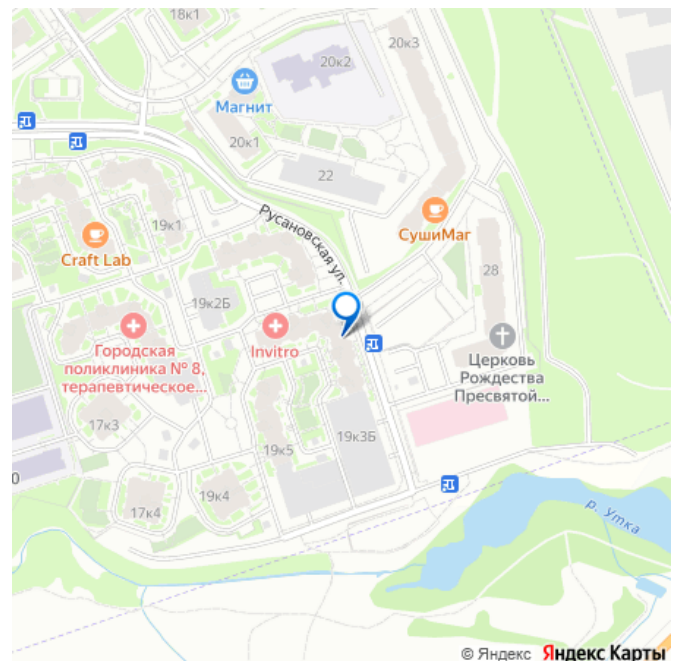 18к1
20к3
20к2
Магнит
20к1
22
Русановская ул.
19к1
Craft Lab
СушиМаг
28
19к2Б
Invitro
Городская
поликлиника № 8,
терапевтическое...
Церковь
Рождества
Пресвятой...
17к3
19к3Б
19к5
0
19к4
17к4
р. Утка
© Яндекс Яндекс Карты